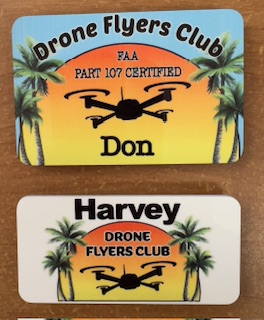 Drone Flyers Club
FAA
PART 107 CERTIFIED
Don
Harvey
DRONE
FLYERS CLUB